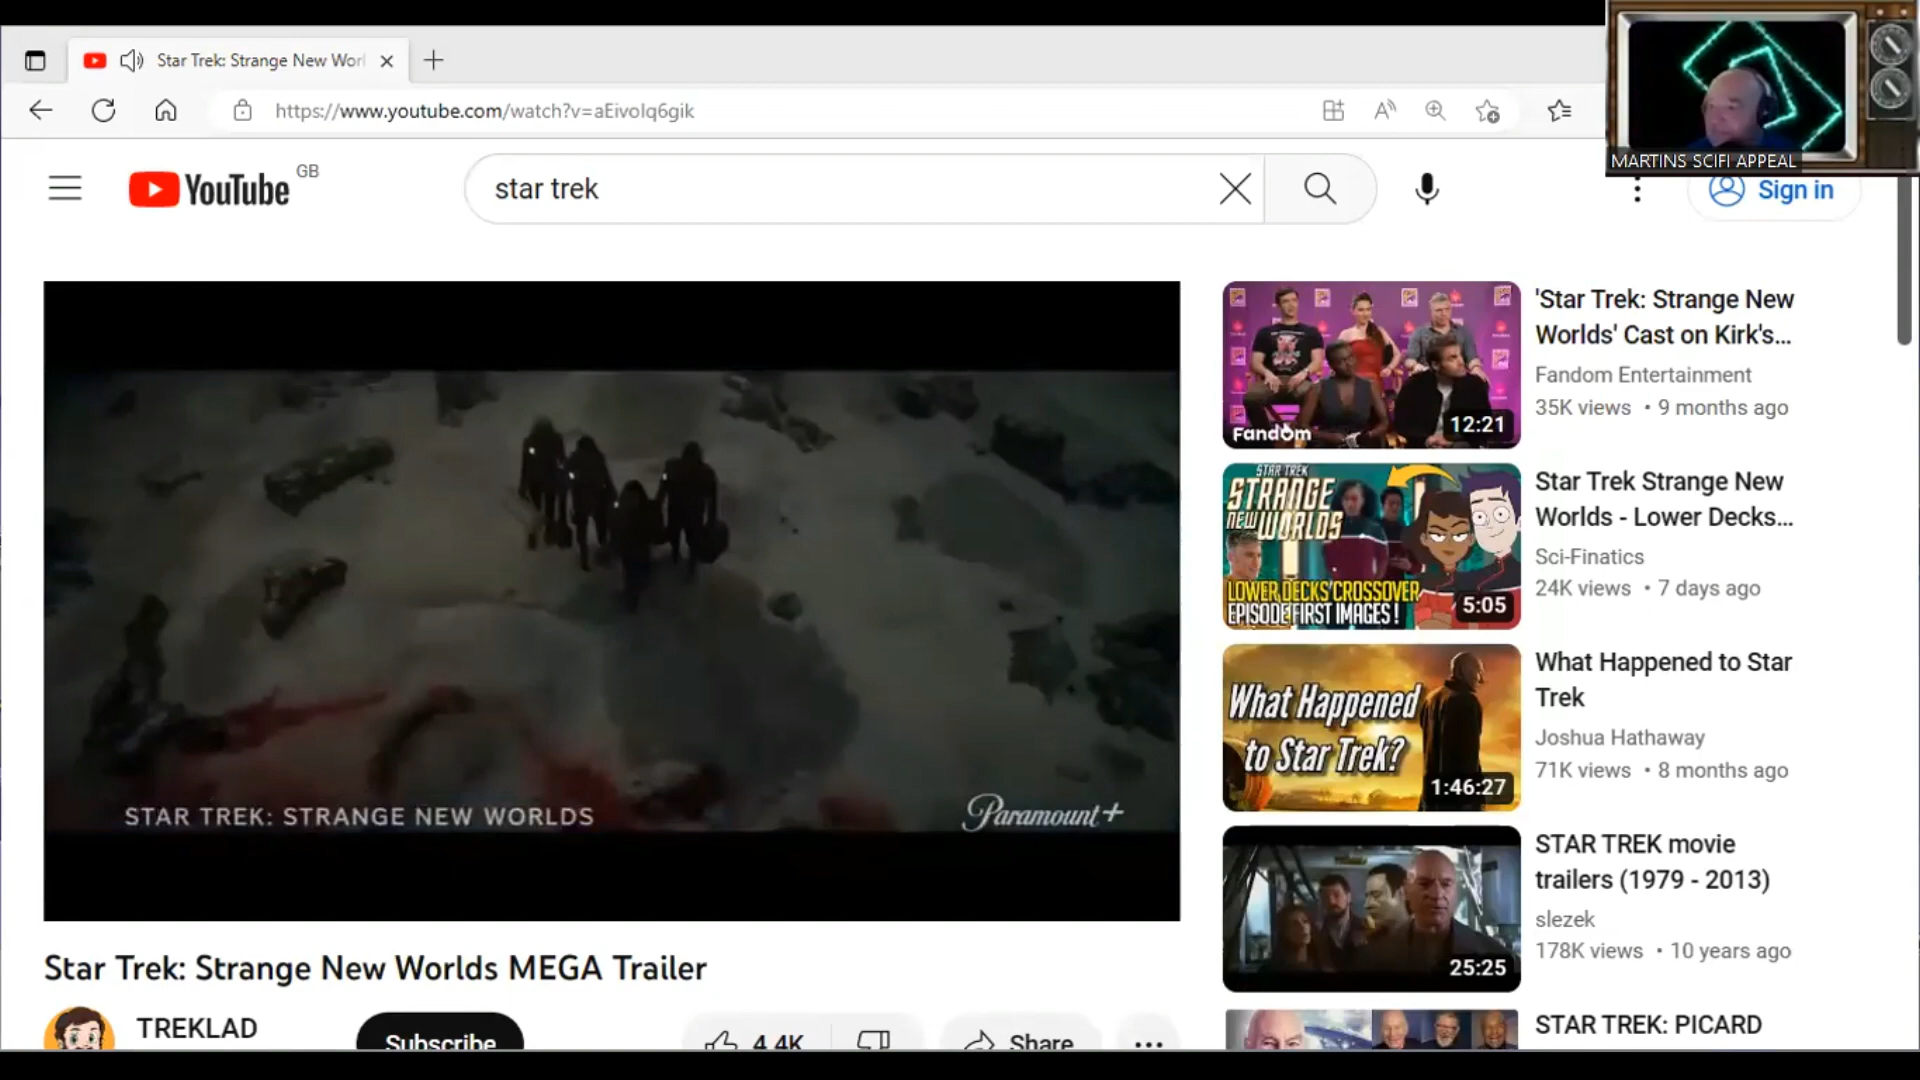 Star Trek: Strange New Worl
https://www.youtube.com/watch?v=aEivolq6gik
MARTINS SCIFI APPEAL
YouTube GB
star trek
Sign in
STAR TREK: STRANGE NEW WORLDS
Paramount+
Star Trek: Strange New Worlds MEGA Trailer
TREKLAD
Subscribe
4.4K
Share
Fandom
12:21
'Star Trek: Strange New
Worlds' Cast on Kirk's...
Fandom Entertainment
35K views • 9 months ago
STAR TREK
STRANGE
NEW WORLDS
LOWER DECKS CROSSOVER
EPISODE FIRST IMAGES!
5:05
Star Trek Strange New
Worlds - Lower Decks...
Sci-Finatics
24K views • 7 days ago
What Happened
to Star Trek?
1:46:27
What Happened to Star
Trek
Joshua Hathaway
71K views • 8 months ago
25:25
STAR TREK movie
trailers (1979 - 2013)
slezek
178K views • 10 years ago
STAR TREK: PICARD